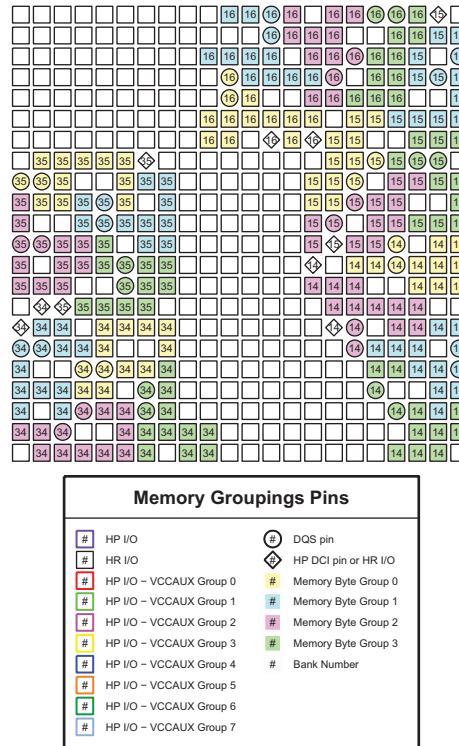 16 16 16 16 16 16 16 16 16 15
16 16 16 16 16 16 15
16 16 16 16 16 16 16 16 16 16 15
16 16 16 16 16 16 16 16 15 15
16 16 16 16 16 16 16
16 16 16 16 16 16 15 15 15 15 15
16 16 16 16 16 15 15 15 15
35 35 35 35 35 35 15 15 15 15 15 15
35 35 35 35 35 35 15 15 15 15 15 15
35 35 35 35 35 35 35 15 15 15 15 15 15
35 35 35 35 35 35 15 15 15 15 15 15
35 35 35 35 35 35 35 15 15 15 15 14 14
35 35 35 35 35 35 35 14 14 14 14 14 14
35 35 35 35 35 35 14 14 14 14 14
34 35 35 35 35 35 14 14 14 14 14
34 34 34 34 34 34 34 14 14 14 14 14
34 34 34 34 34 34 14 14 14 14
34 34 34 34 34 34 14 14 14 14
34 34 34 34 34 34 34 14 14
34 34 34 34 34 34 34 14 14 14
34 34 34 34 34 34 34 34 14 14
34 34 34 34 34 34 34 34 14 14 14
Memory Groupings Pins
# HP I/O
# HR I/O
# HP I/O – VCCAUX Group 0
# HP I/O – VCCAUX Group 1
# HP I/O – VCCAUX Group 2
# HP I/O – VCCAUX Group 3
# HP I/O – VCCAUX Group 4
# HP I/O – VCCAUX Group 5
# HP I/O – VCCAUX Group 6
# HP I/O – VCCAUX Group 7
# DQS pin
# HP DCI pin or HR I/O
# Memory Byte Group 0
# Memory Byte Group 1
# Memory Byte Group 2
# Memory Byte Group 3
# Bank Number